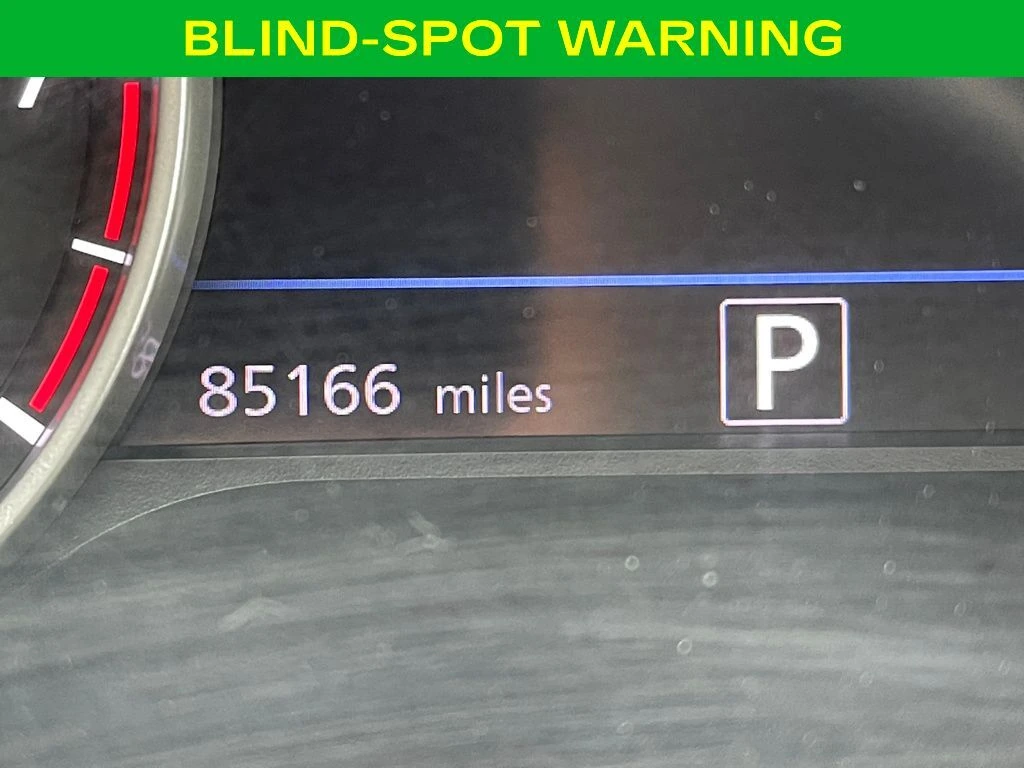 BLIND-SPOT WARNING
P
85166 miles